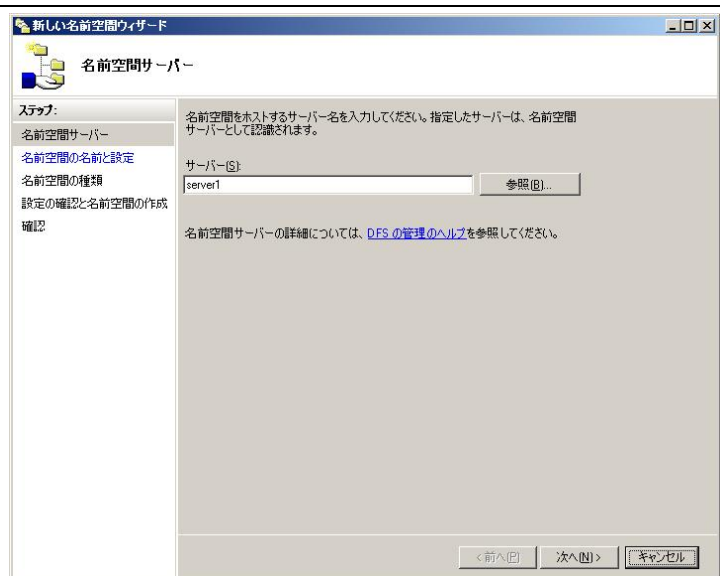 新しい名前空間ウィザード
名前空間サーバー
ステップ:
名前空間サーバー
名前空間の名前と設定
名前空間の種類
設定の確認と名前空間の作成
確認
名前空間をホストするサーバー名を入力してください。指定したサーバーは、名前空間
サーバーとして認識されます。
サーバー(S):
server1
参照(B)...
名前空間サーバーの詳細については、DFS の管理のヘルプを参照してください。
<前へ(P)
次へ(N)>
キャンセル